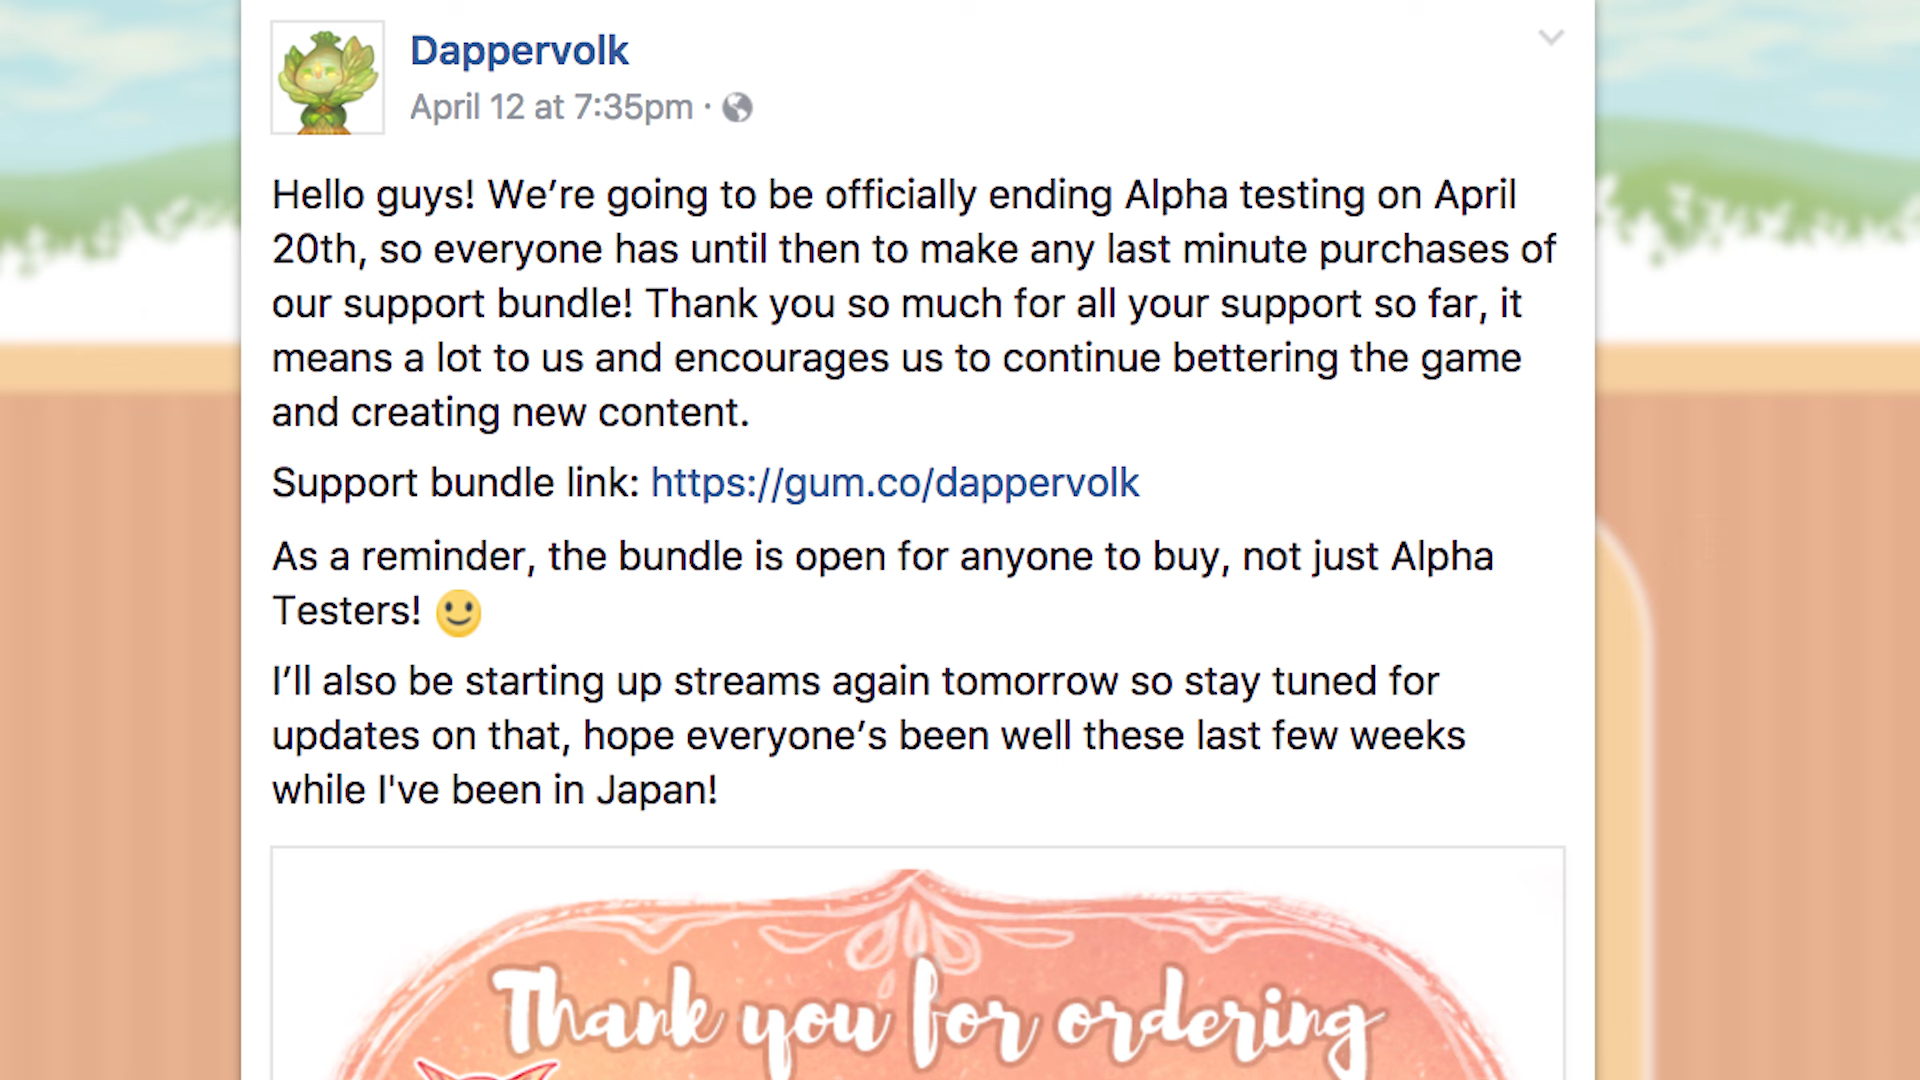 Dappervolk
April 12 at 7:35pm ·
Hello guys! We’re going to be officially ending Alpha testing on April
20th, so everyone has until then to make any last minute purchases of
our support bundle! Thank you so much for all your support so far, it
means a lot to us and encourages us to continue bettering the game
and creating new content.
Support bundle link: https://gum.co/dappervolk
As a reminder, the bundle is open for anyone to buy, not just Alpha
Testers! 🙂
I’ll also be starting up streams again tomorrow so stay tuned for
updates on that, hope everyone’s been well these last few weeks
while I've been in Japan!
Thank you for ordering